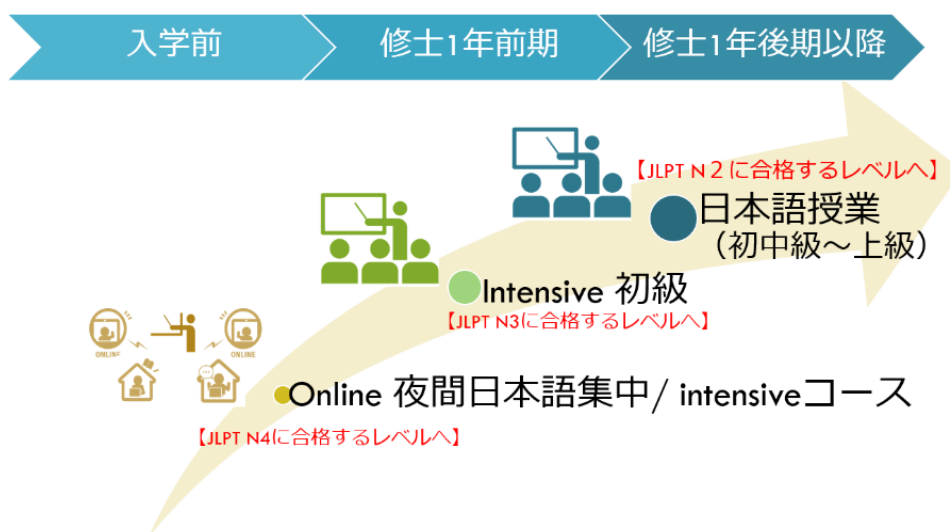 入学前
修士1年前期
修士1年後期以降
【JLPT N２に合格するレベルへ】
日本語授業
（初中級～上級）
Intensive 初級
【JLPT N3に合格するレベルへ】
ONLINE
ONLINE
Online 夜間日本語集中/ intensiveコース
【JLPT N4に合格するレベルへ】